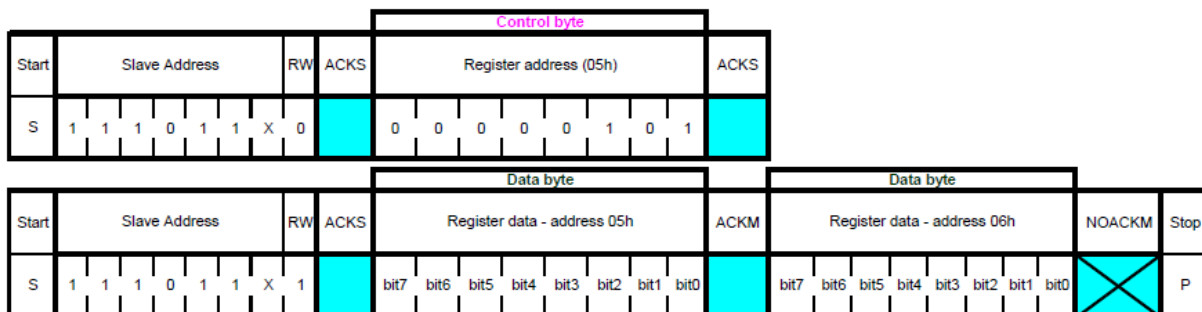 Control byte
Start Slave Address RW ACKS Register address (05h) ACKS
S 1 1 1 0 1 1 X 0 0 0 0 0 0 1 0 1
Data byte Data byte
Start Slave Address RW ACKS Register data - address 05h ACKM Register data - address 06h NOACKM Stop
S 1 1 1 0 1 1 X 1 bit7 bit6 bit5 bit4 bit3 bit2 bit1 bit0 bit7 bit6 bit5 bit4 bit3 bit2 bit1 bit0 P